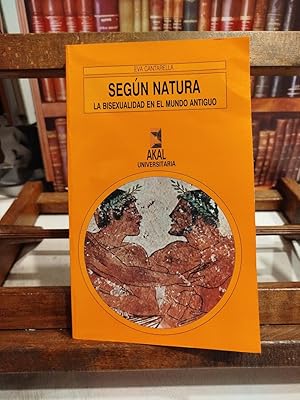 EVA CANTARELLA
SEGÚN NATURA
LA BISEXUALIDAD EN EL MUNDO ANTIGUO
AKAL
UNIVERSITARIA